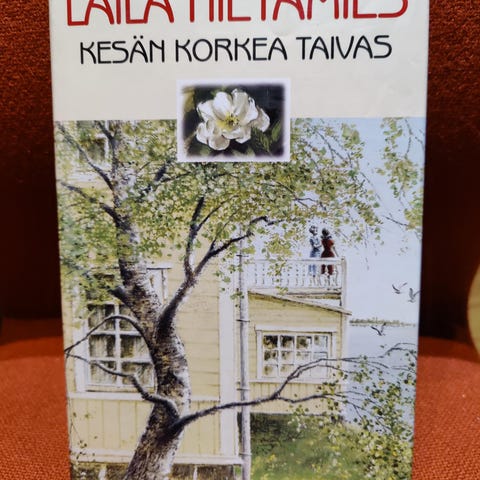 LAILA HIETAMIES
KESÄN KORKEA TAIVAS